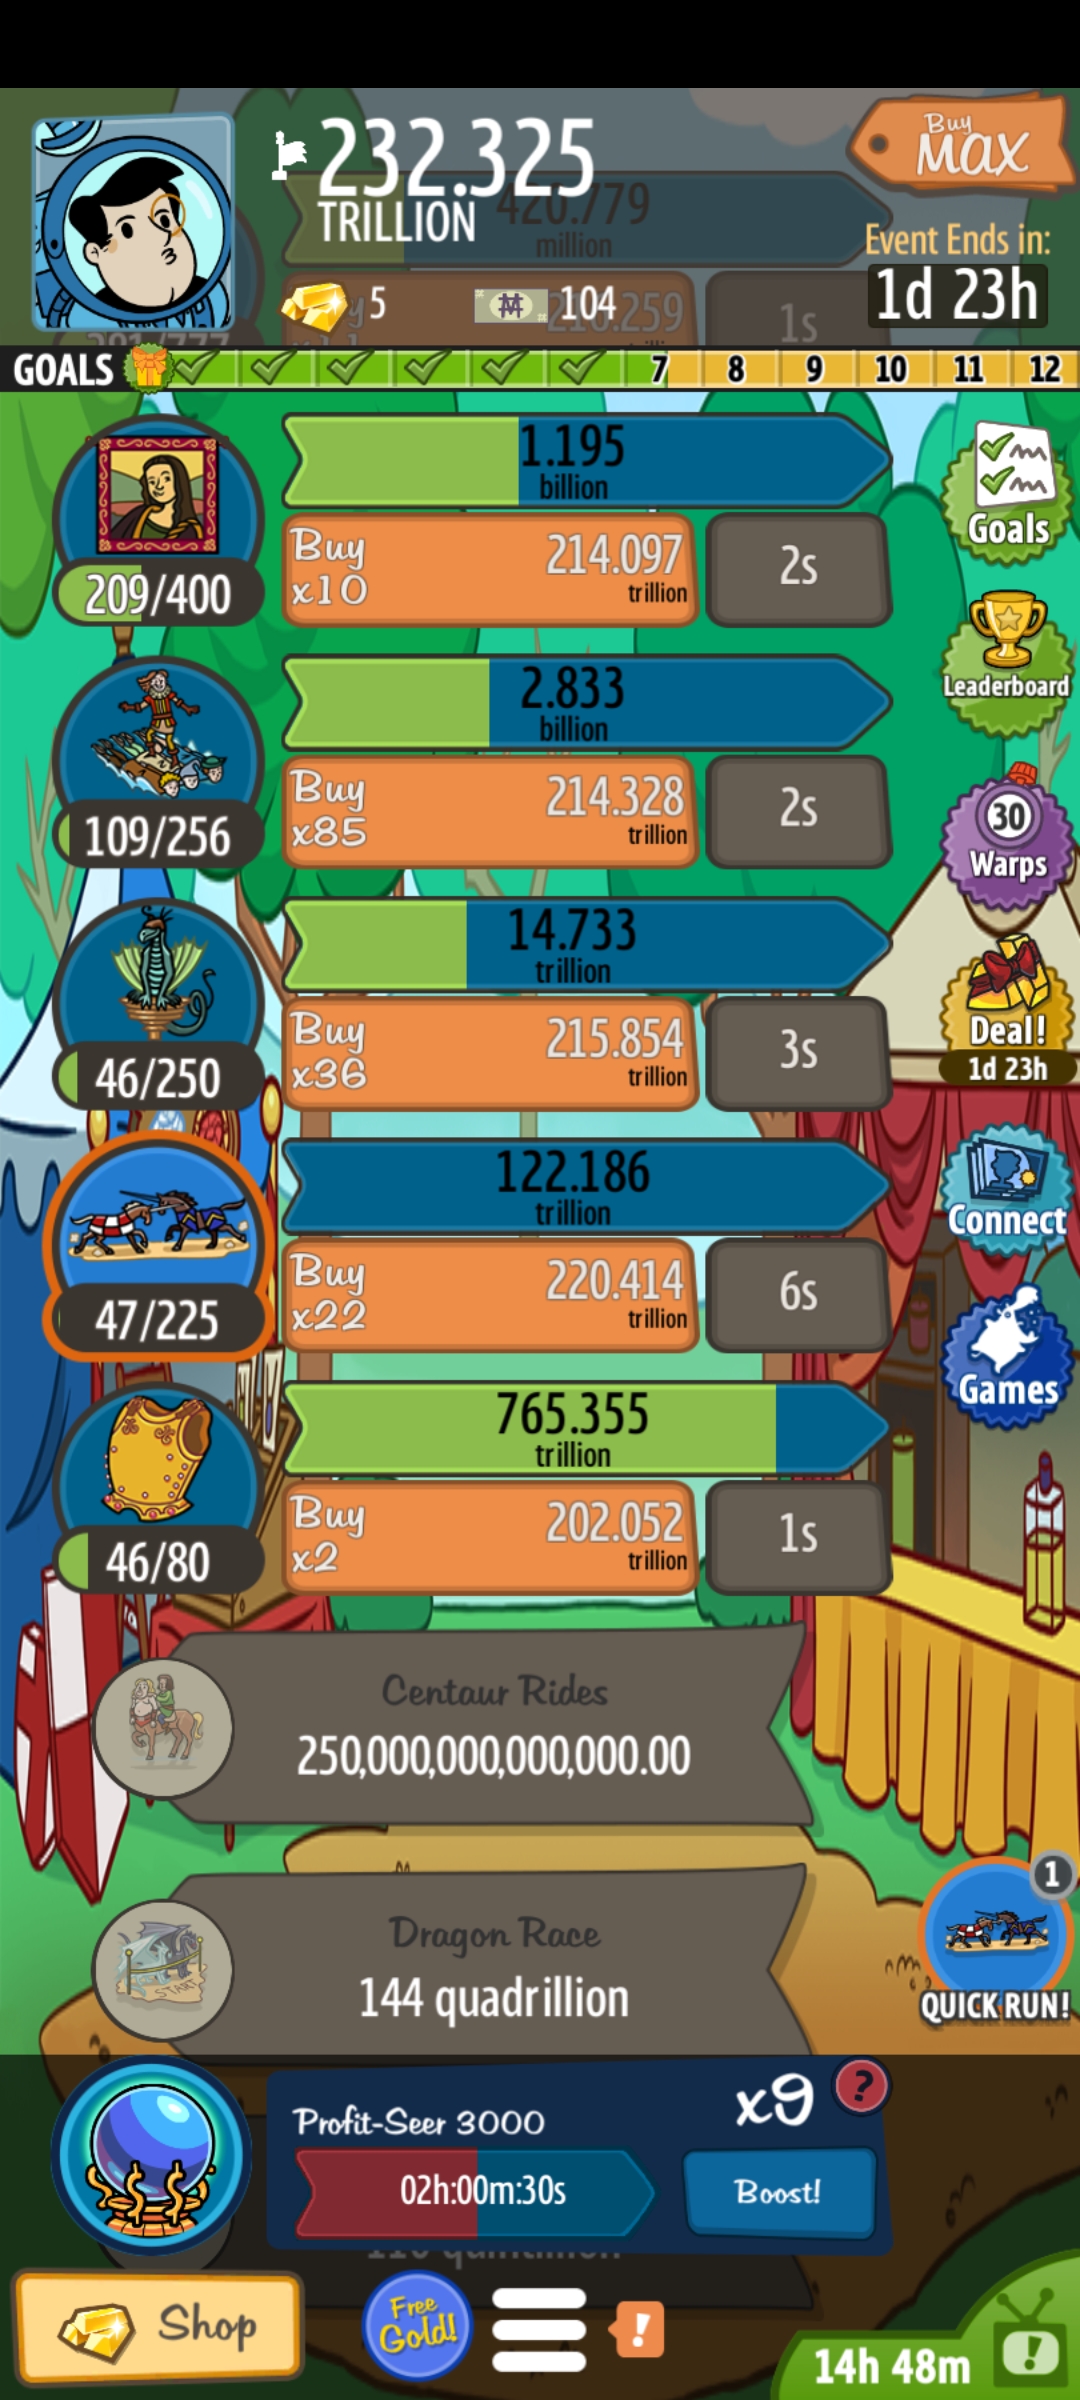 232.325
TRILLION
Buy
MAX
420.779
million
Event Ends in:
1d 23h
5
104
1s
GOALS
7 8 9 10 11 12
1.195
billion
Buy
x10
214.097
trillion
2s
209/400
Goals
2.833
billion
Buy
x85
214.328
trillion
2s
109/256
Leaderboard
30
Warps
14.733
trillion
Buy
x36
215.854
trillion
3s
46/250
Deal!
1d 23h
122.186
trillion
Buy
x22
220.414
trillion
6s
47/225
Connect
765.355
trillion
Buy
x2
202.052
trillion
1s
46/80
Games
Centaur Rides
250,000,000,000,000.00
Dragon Race
144 quadrillion
START
1
QUICK RUN!
Profit-Seer 3000
x9
?
02h:00m:30s
Boost!
Shop
Free
Gold!
!
14h 48m
!